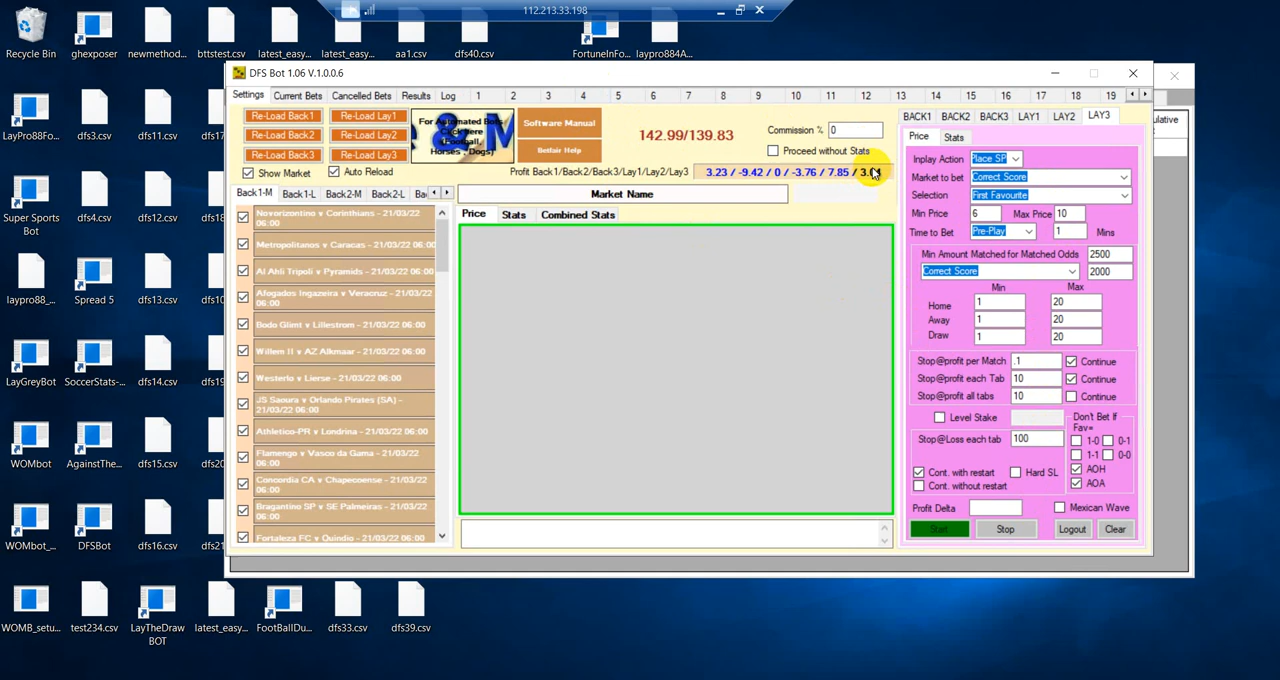 112.213.33.198
Recycle Bin
ghexposer
newmethod...
bttstest.csv
latest_easy...
latest_easy...
aa1.csv
dfs40.csv
FortuneInFo...
laypro884A...
LayPro88Fo...
dfs3.csv
dfs11.csv
dfs17
Super Sports
Bot
dfs4.csv
dfs12.csv
dfs18
laypro88_...
Spread 5
dfs13.csv
dfs10
LayGreyBot
SoccerStats-...
dfs14.csv
dfs19
WOMbot
AgainstThe...
dfs15.csv
dfs20
WOMbot_...
DFSBot
dfs16.csv
dfs21
WOMB_setu...
test234.csv
LayTheDraw
BOT
latest_easy...
FootBallDu...
dfs33.csv
dfs39.csv
DFS Bot 1.06 V.1.0.0.6
Settings Current Bets Cancelled Bets Results Log 1 2 3 4 5 6 7 8 9 10 11 12 13 14 15 16 17 18 19
Re-Load Back1 Re-Load Lay1
Re-Load Back2 Re-Load Lay2
Re-Load Back3 Re-Load Lay3
For Automated Bots
Click here
(Football,
Horses - Dogs)
Software Manual
Betfair Help
142.99/139.83
Commission % 0
Proceed without Stats
Show Market Auto Reload
Profit Back1/Back2/Back3/Lay1/Lay2/Lay3
3.23 / -9.42 / 0 / -3.76 / 7.85 /
Back1-M Back1-L Back2-M Back2-L
Market Name
Price Stats Combined Stats
Novorizontino v Corinthians - 21/03/22
06:00
Metropolitanos v Caracas - 21/03/22 06:00
Al Ahli Tripoli v Pyramids - 21/03/22 06:00
Afogados Ingazeira v Veracruz - 21/03/22
06:00
Bodo Glimt v Lillestrom - 21/03/22 06:00
Willem II v AZ Alkmaar - 21/03/22 06:00
Westerlo v Lierse - 21/03/22 06:00
JS Saoura v Orlando Pirates (SA) -
21/03/22 06:00
Athletico-PR v Londrina - 21/03/22 06:00
Flamengo v Vasco da Gama - 21/03/22
06:00
Concordia CA v Chapecoense - 21/03/22
06:00
Bragantino SP v SE Palmeiras - 21/03/22
06:00
Fortaleza FC v Quindio - 21/03/22 06:00
BACK1 BACK2 BACK3 LAY1 LAY2 LAY3
Price Stats
Inplay Action Place SP
Market to bet Correct Score
Selection First Favourite
Min Price 6 Max Price 10
Time to Bet Pre-Play 1 Mins
Min Amount Matched for Matched Odds 2500
Correct Score 2000
Min Max
Home 1 20
Away 1 20
Draw 1 20
Stop@profit per Match .1 Continue
Stop@profit each Tab 10 Continue
Stop@profit all tabs 10 Continue
Level Stake
Stop@Loss each tab 100
Don't Bet If
Fav=
1-0 0-1
1-1 0-0
AOH
AOA
Cont. with restart Hard SL
Cont. without restart
Profit Delta Mexican Wave
Start Stop Logout Clear
ulative